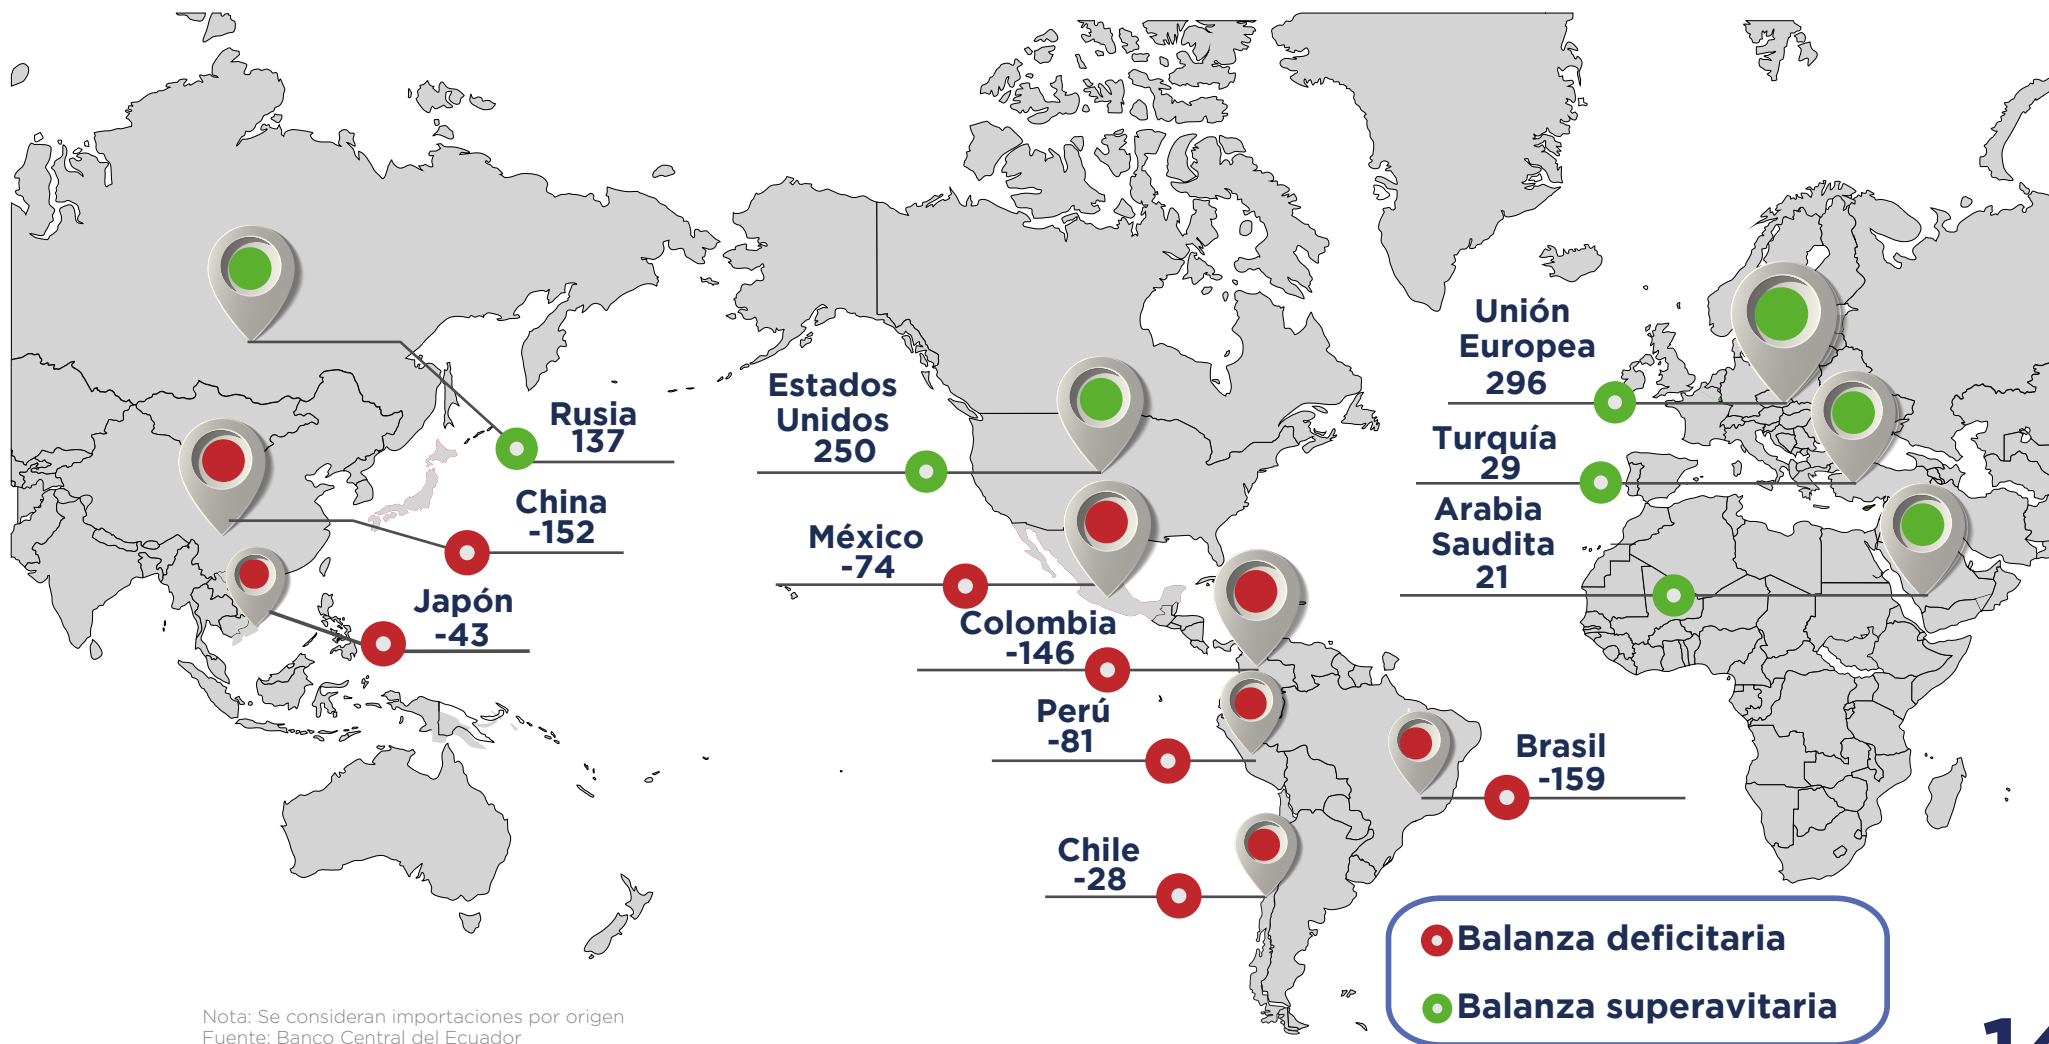 Rusia
137
China
-152
Japón
-43
Estados
Unidos
250
México
-74
Colombia
-146
Perú
-81
Chile
-28
Brasil
-159
Unión
Europea
296
Turquía
29
Arabia
Saudita
21
Balanza deficitaria
Balanza superavitaria
Nota: Se consideran importaciones por origen
Fuente: Banco Central del Ecuador